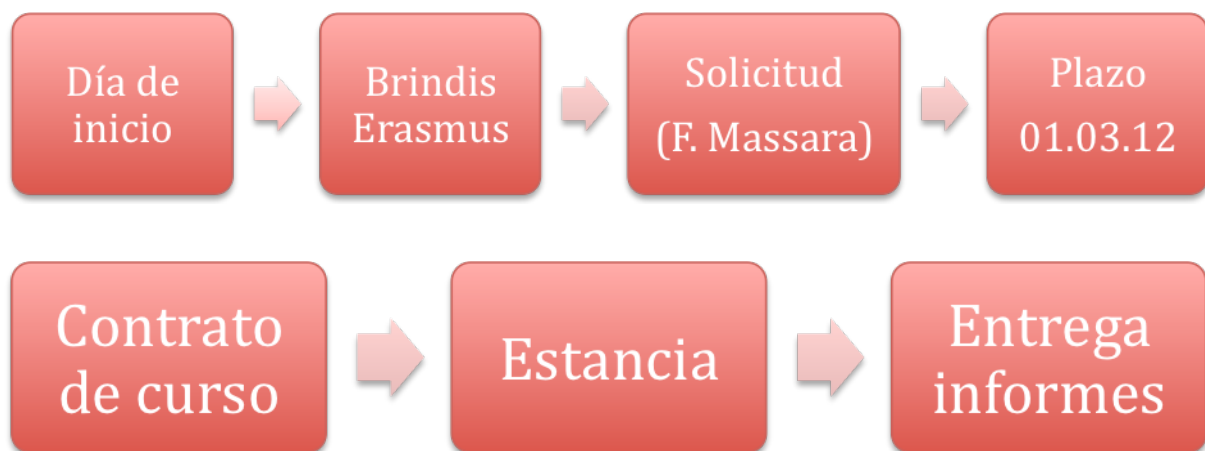 Día de
inicio
Brindis
Erasmus
Solicitud
(F. Massara)
Plazo
01.03.12
Contrato
de curso
Estancia
Entrega
informes